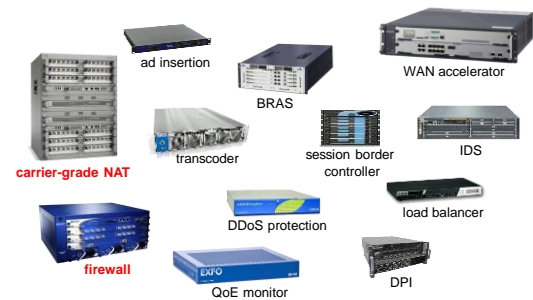 ad insertion
BRAS
WAN accelerator
carrier-grade NAT
transcoder
session border
controller
IDS
DDoS protection
load balancer
firewall
EXFO
QoE monitor
DPI